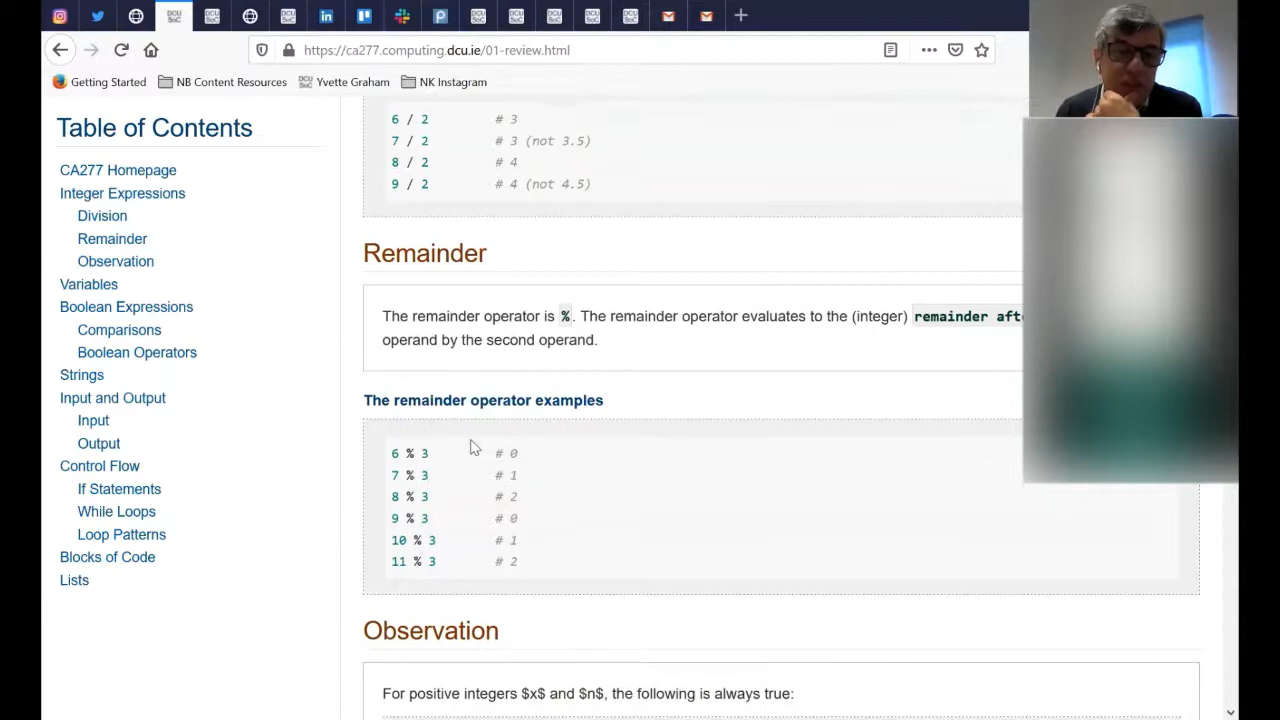 https://ca277.computing.dcu.ie/01-review.html
Getting Started NB Content Resources Yvette Graham NK Instagram
Table of Contents
CA277 Homepage
Integer Expressions
Division
Remainder
Observation
Variables
Boolean Expressions
Comparisons
Boolean Operators
Strings
Input and Output
Input
Output
Control Flow
If Statements
While Loops
Loop Patterns
Blocks of Code
Lists
6 / 2 # 3
7 / 2 # 3 (not 3.5)
8 / 2 # 4
9 / 2 # 4 (not 4.5)
Remainder
The remainder operator is %. The remainder operator evaluates to the (integer) remainder
operand by the second operand.
The remainder operator examples
6 % 3 # 0
7 % 3 # 1
8 % 3 # 2
9 % 3 # 0
10 % 3 # 1
11 % 3 # 2
Observation
For positive integers $x$ and $n$, the following is always true: